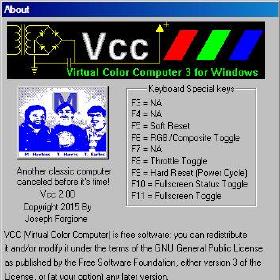 About
Vcc
Virtual Color Computer 3 for Windows
Keyboard Special keys
F3 = NA
F4 = NA
F5 = Soft Reset
F6 = RGB /Composite Toggle
F7 = NA
F8 = Throttle Toggle
F9 = Hard Reset (Power Cycle)
F10 = Fullscreen Status Toggle
F11 = Fullscreen Toggle
M
M. Hawkins T. Harris T. Earles
Another classic computer
canceled before it's time!
Vcc 2.00
Copyright 2015 By
Joseph Forgione
VCC (Virtual Color Computer) is free software: you can redistribute
it and/or modify it under the terms of the GNU General Public License
as published by the Free Software Foundation, either version 3 of the
License, or (at your option) any later version.